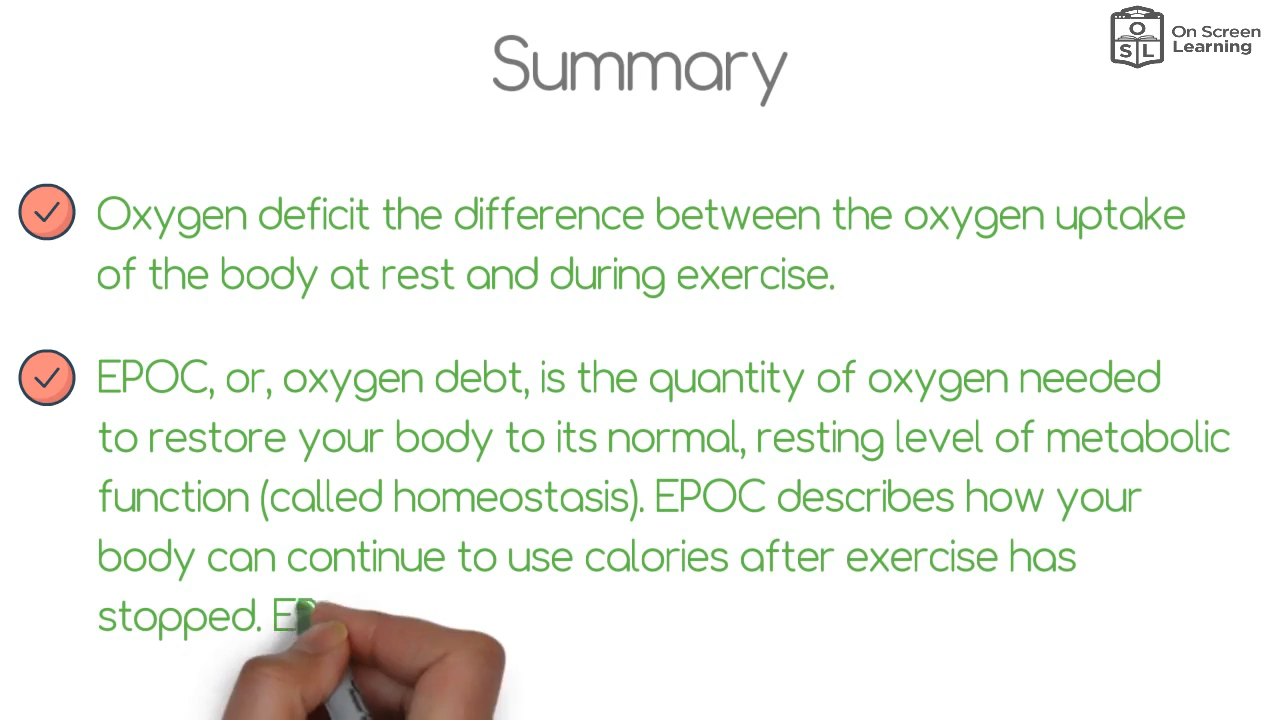 Summary
O
S L
On Screen
Learning
Oxygen deficit the difference between the oxygen uptake
of the body at rest and during exercise.
EPOC, or, oxygen debt, is the quantity of oxygen needed
to restore your body to its normal, resting level of metabolic
function (called homeostasis). EPOC describes how your
body can continue to use calories after exercise has
stopped.